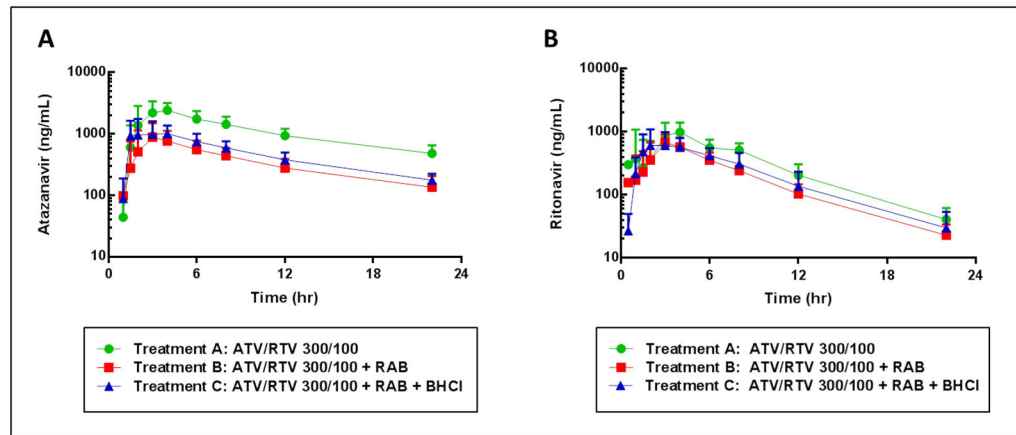 A
10000
1000
100
10
Atazanavir (ng/mL)
0
6
12
18
24
Time (hr)
Treatment A: ATV/RTV 300/100
Treatment B: ATV/RTV 300/100 + RAB
Treatment C: ATV/RTV 300/100 + RAB + BHCl
B
10000
1000
100
10
Ritonavir (ng/mL)
0
6
12
18
24
Time (hr)
Treatment A: ATV/RTV 300/100
Treatment B: ATV/RTV 300/100 + RAB
Treatment C: ATV/RTV 300/100 + RAB + BHCl